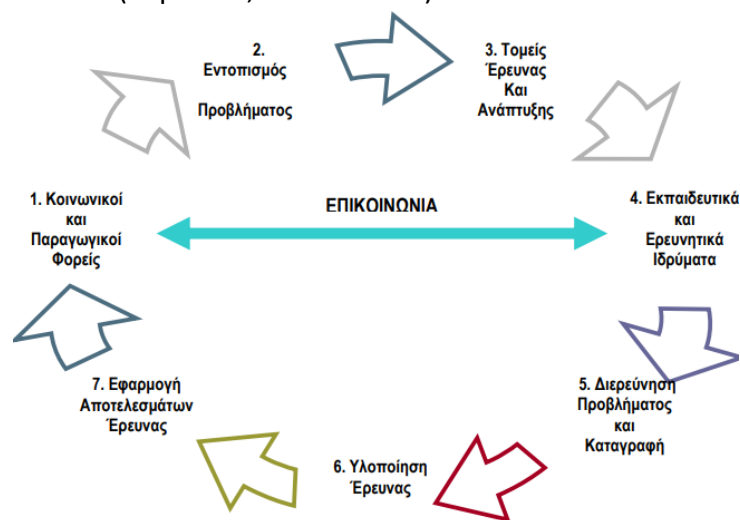 2.
Εντοπισμός
Προβλήματος
3. Τομείς
Έρευνας
Και
Ανάπτυξης
1. Κοινωνικοί
και
Παραγωγικοί
Φορείς
ΕΠΙΚΟΙΝΩΝΙΑ
4. Εκπαιδευτικά
και
Ερευνητικά
Ιδρύματα
5. Διερεύνηση
Προβλήματος
και
Καταγραφή
6. Υλοποίηση
Έρευνας
7. Εφαρμογή
Αποτελεσμάτων
Έρευνας